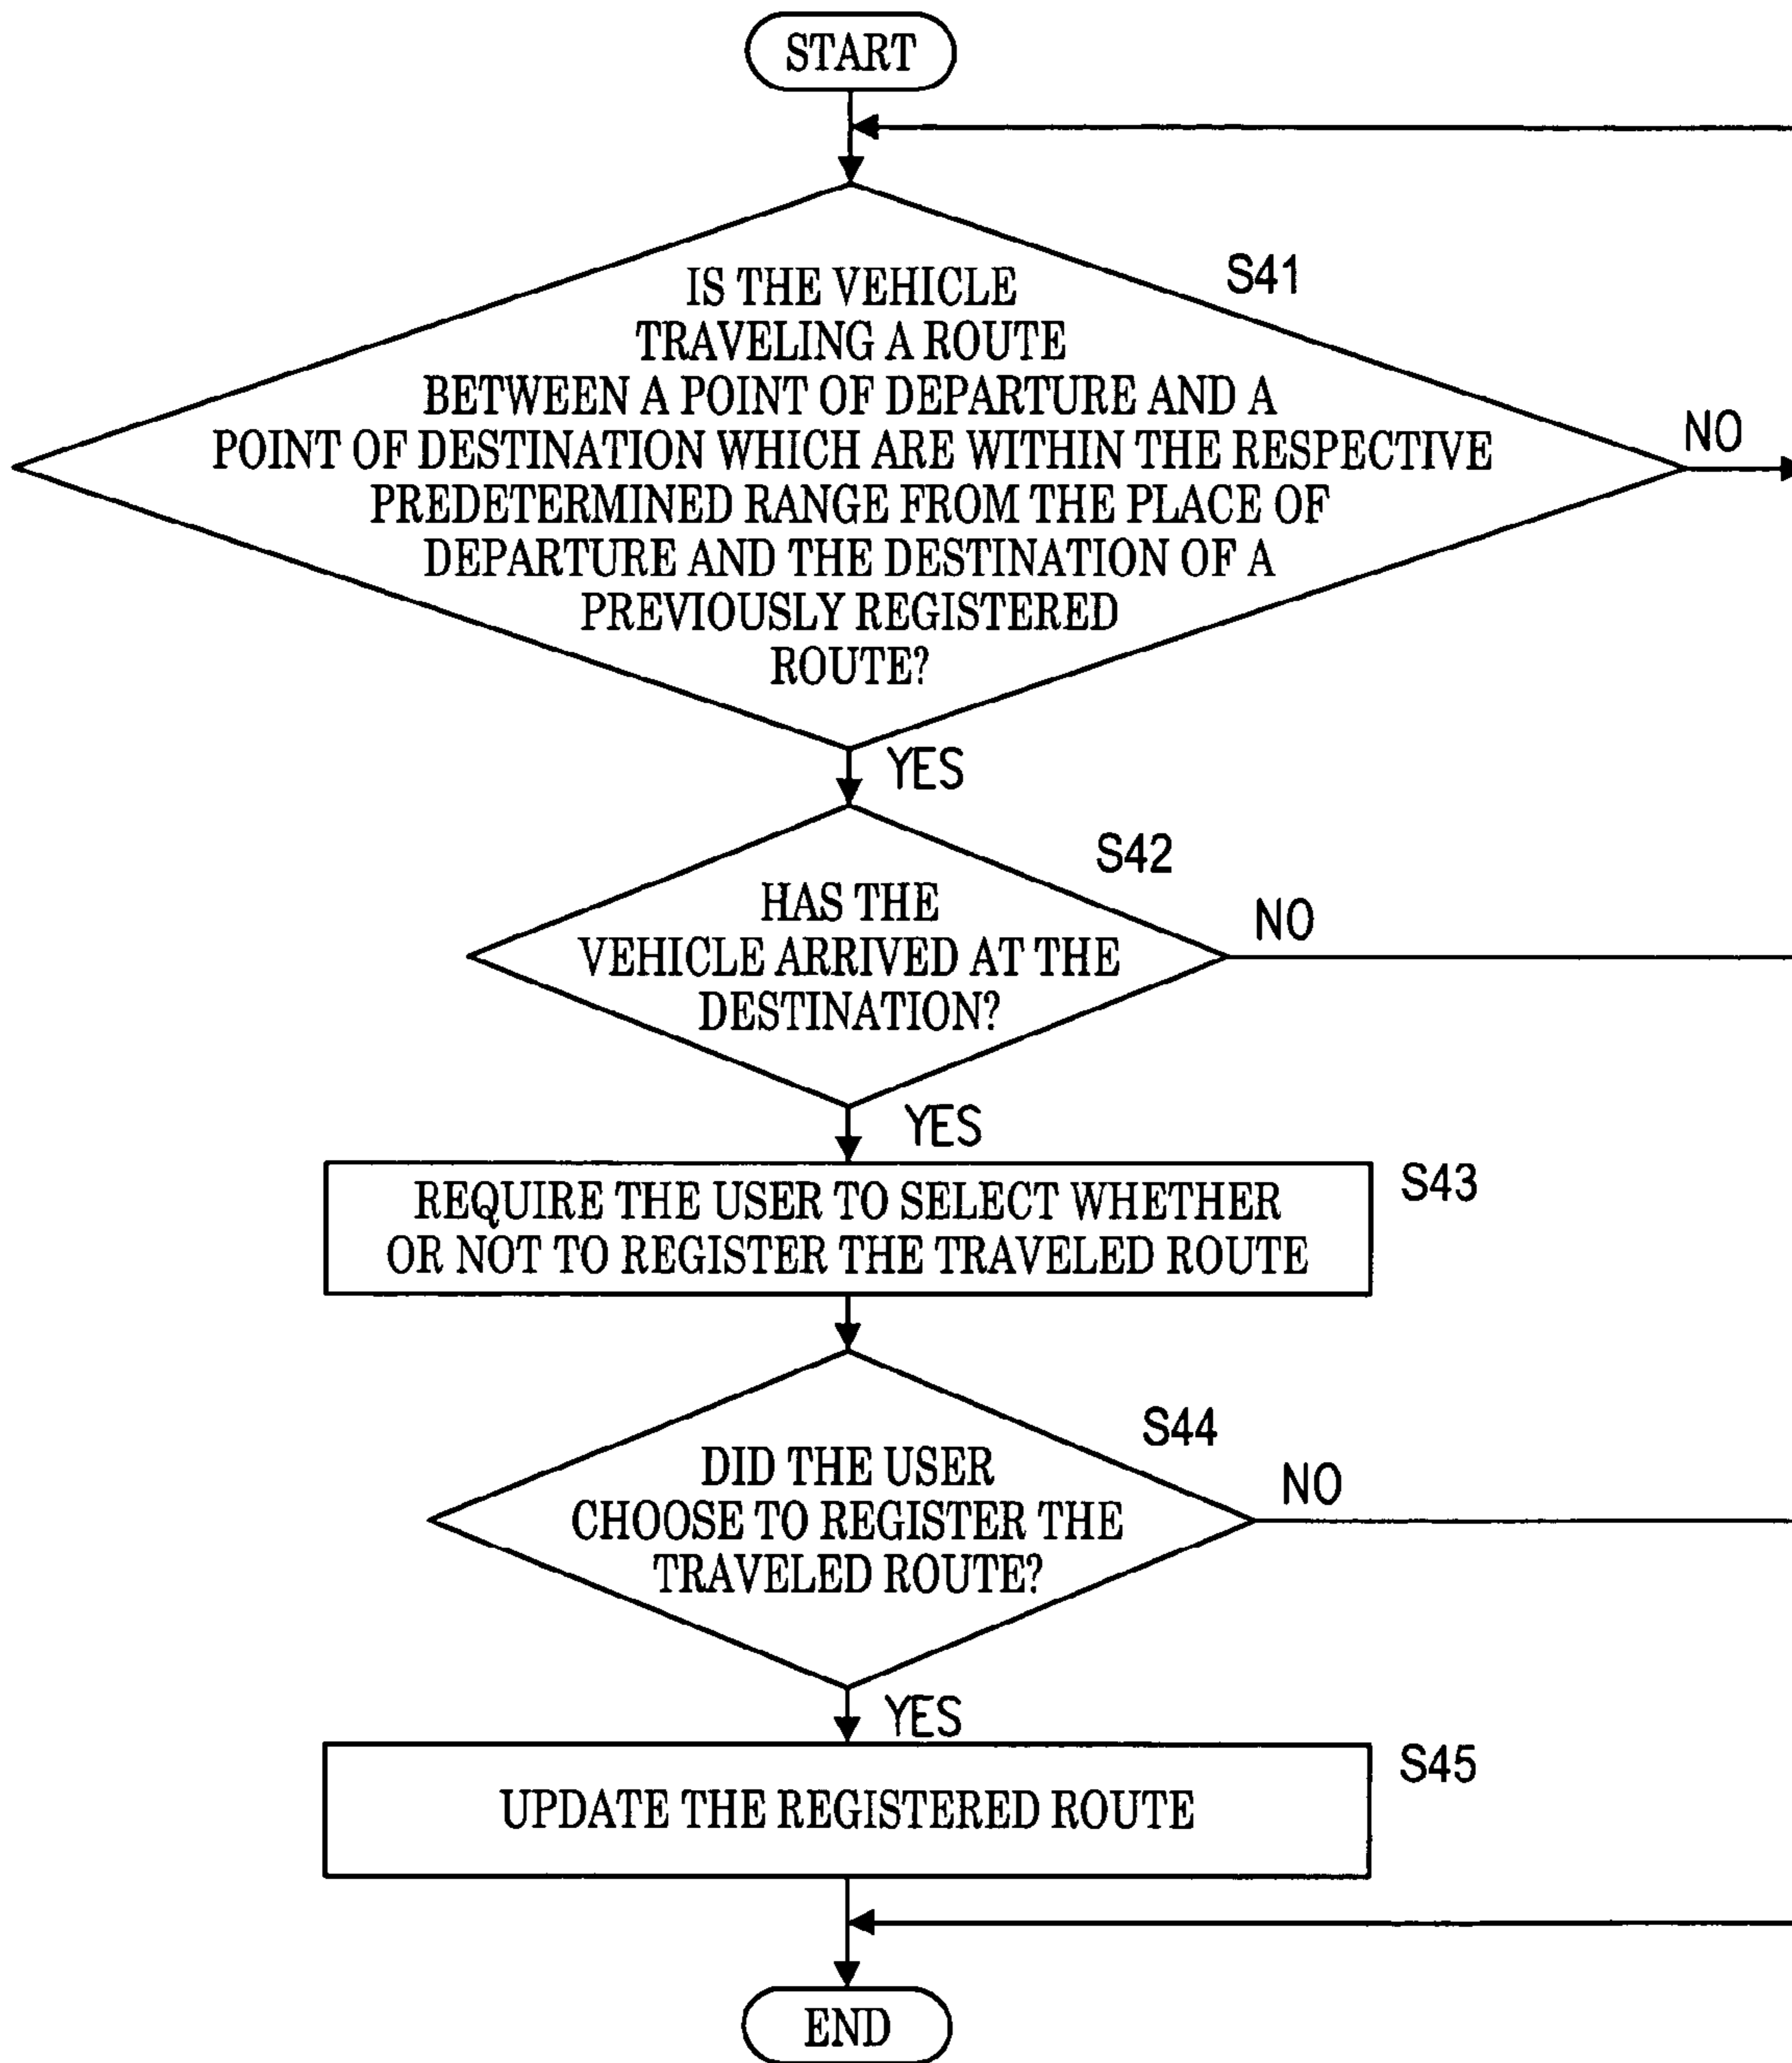 START
S41
IS THE VEHICLE
TRAVELING A ROUTE
BETWEEN A POINT OF DEPARTURE AND A
POINT OF DESTINATION WHICH ARE WITHIN THE RESPECTIVE
PREDETERMINED RANGE FROM THE PLACE OF
DEPARTURE AND THE DESTINATION OF A
PREVIOUSLY REGISTERED
ROUTE?
NO
YES
S42
HAS THE
VEHICLE ARRIVED AT THE
DESTINATION?
NO
YES
S43
REQUIRE THE USER TO SELECT WHETHER
OR NOT TO REGISTER THE TRAVELED ROUTE
S44
DID THE USER
CHOOSE TO REGISTER THE
TRAVELED ROUTE?
NO
YES
S45
UPDATE THE REGISTERED ROUTE
END